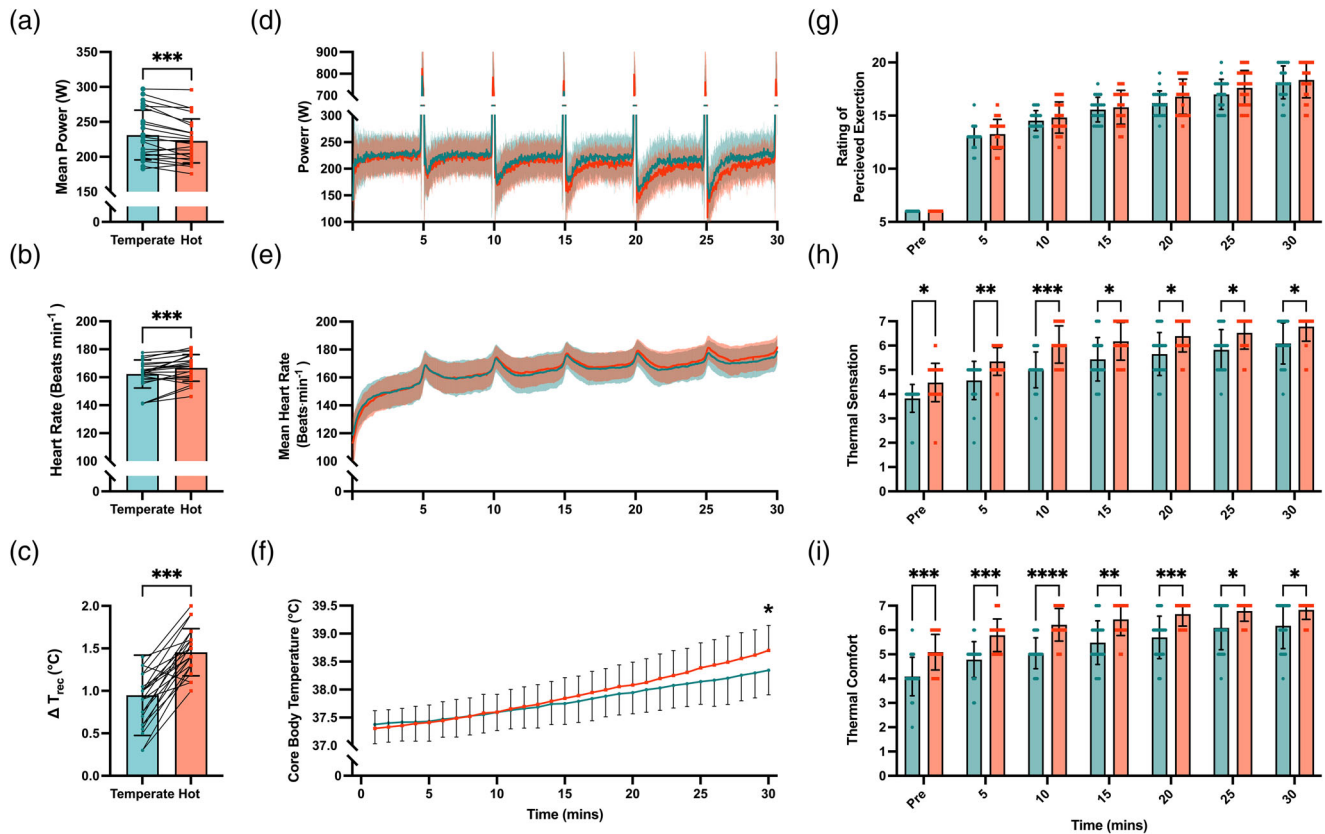 (a)
Mean Power (W)
350
300
250
200
150
0
***
Temperate Hot
(b)
Heart Rate (Beats min⁻¹ )
200
180
160
140
120
100
0
***
Temperate Hot
(c)
Δ Trec (°C)
2.0
1.5
1.0
0.5
0.0
***
Temperate Hot
(d)
Powerr (W)
900
800
700
300
250
200
150
100
5 10 15 20 25 30
(e)
Mean Heart Rate
(Beats·min⁻¹)
200
180
160
140
120
100
0
5 10 15 20 25 30
(f)
Core Body Temperature (°C)
39.5
39.0
38.5
38.0
37.5
37.0
0
*
0 5 10 15 20 25 30
Time (mins)
(g)
Rating of
Percieved Exerction
20
15
10
5
Pre 5 10 15 20 25 30
(h)
Thermal Sensation
7
6
5
4
3
2
1
0
* ** *** * * * *
Pre 5 10 15 20 25 30
(i)
Thermal Comfort
7
6
5
4
3
2
1
0
*** *** **** ** *** * *
Pre 5 10 15 20 25 30
Time (mins)